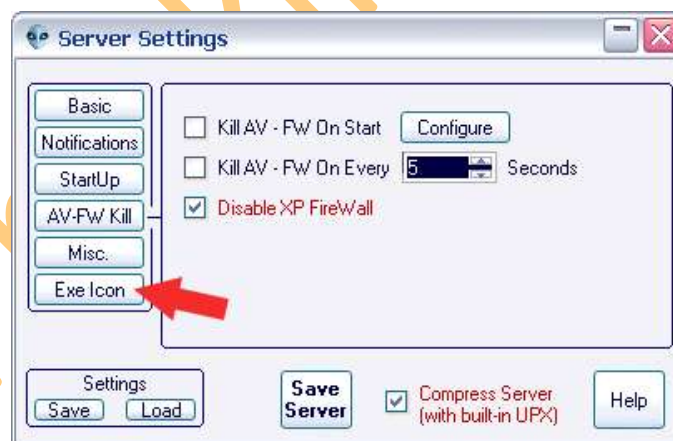 Server Settings
Basic
Notifications
StartUp
AV-FW Kill
Misc.
Exe Icon
Kill AV - FW On Start Configure
Kill AV - FW On Every 5 Seconds
Disable XP FireWall
Settings
Save Load
Save
Server
Compress Server
(with built-in UPX)
Help